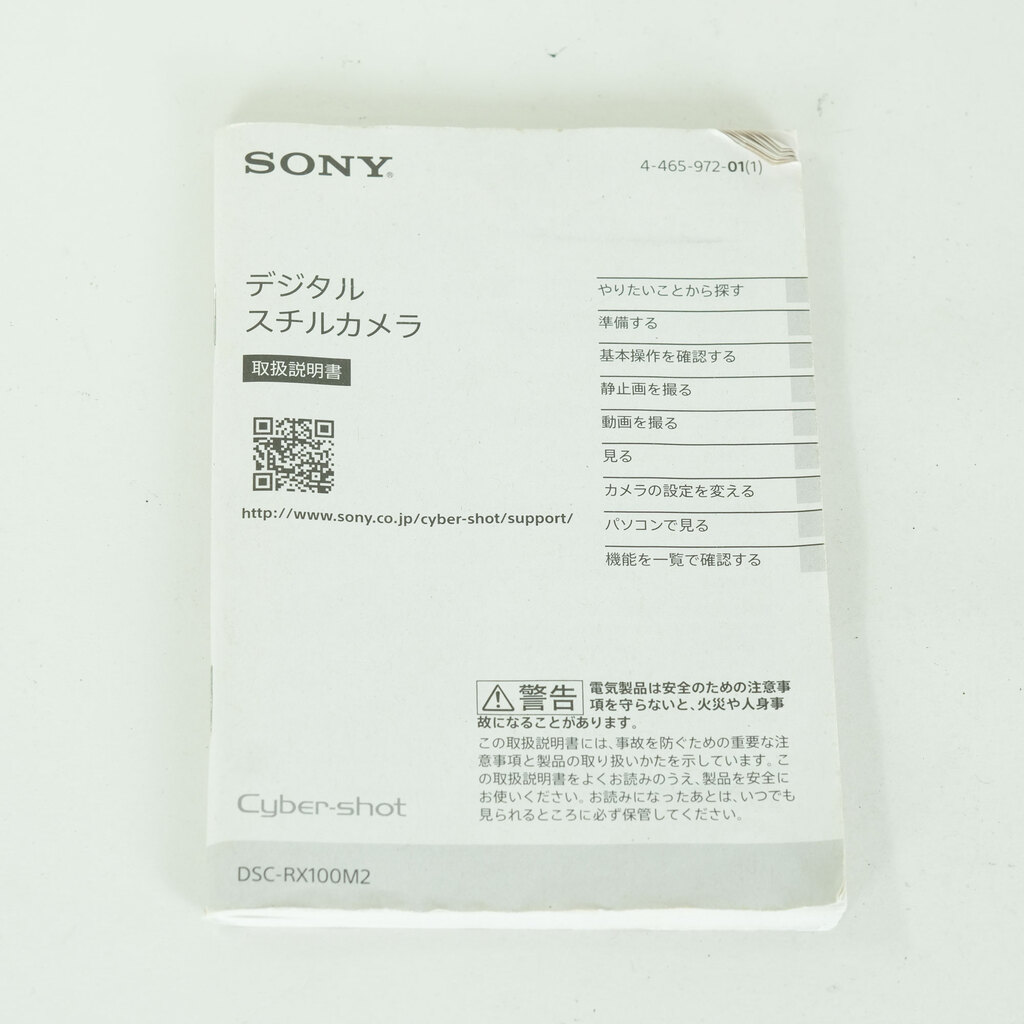 SONY®
4-465-972-01(1)
デジタル
スチルカメラ
取扱説明書
http://www.sony.co.jp/cyber-shot/support/
やりたいことから探す
準備する
基本操作を確認する
静止画を撮る
動画を撮る
見る
カメラの設定を変える
パソコンで見る
機能を一覧で確認する
警告 電気製品は安全のための注意事
項を守らないと、火災や人身事
故になることがあります。
この取扱説明書には、事故を防ぐための重要な注
意事項と製品の取り扱いかたを示しています。こ
の取扱説明書をよくお読みのうえ、製品を安全に
お使いください。お読みになったあとは、いつでも
見られるところに必ず保管してください。
Cyber-shot
DSC-RX100M2